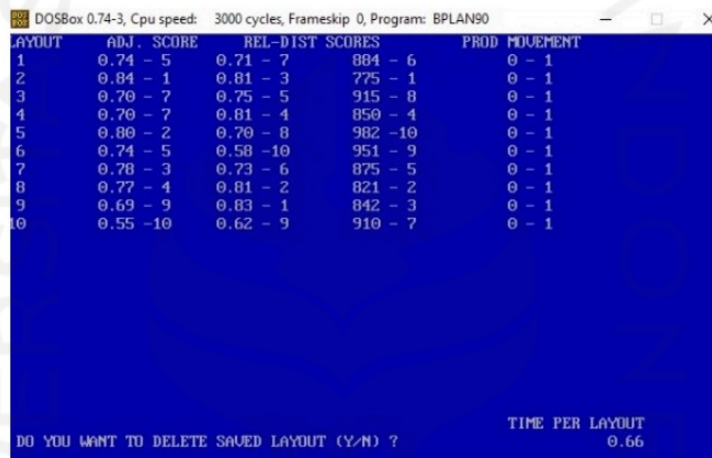 DOSBox 0.74-3, Cpu speed: 3000 cycles, Frameskip 0, Program: BPLAN90
LAYOUT ADJ. SCORE REL-DIST SCORES PROD MOVEMENT
1 0.74 - 5 0.71 - 7 884 - 6 0 - 1
2 0.84 - 1 0.81 - 3 775 - 1 0 - 1
3 0.70 - 7 0.75 - 5 915 - 8 0 - 1
4 0.70 - 7 0.81 - 4 850 - 4 0 - 1
5 0.80 - 2 0.70 - 8 982 -10 0 - 1
6 0.74 - 5 0.58 -10 951 - 9 0 - 1
7 0.78 - 3 0.73 - 6 875 - 5 0 - 1
8 0.77 - 4 0.81 - 2 821 - 2 0 - 1
9 0.69 - 9 0.83 - 1 842 - 3 0 - 1
10 0.55 -10 0.62 - 9 910 - 7 0 - 1
TIME PER LAYOUT
DO YOU WANT TO DELETE SAVED LAYOUT (Y/N) ? 0.66